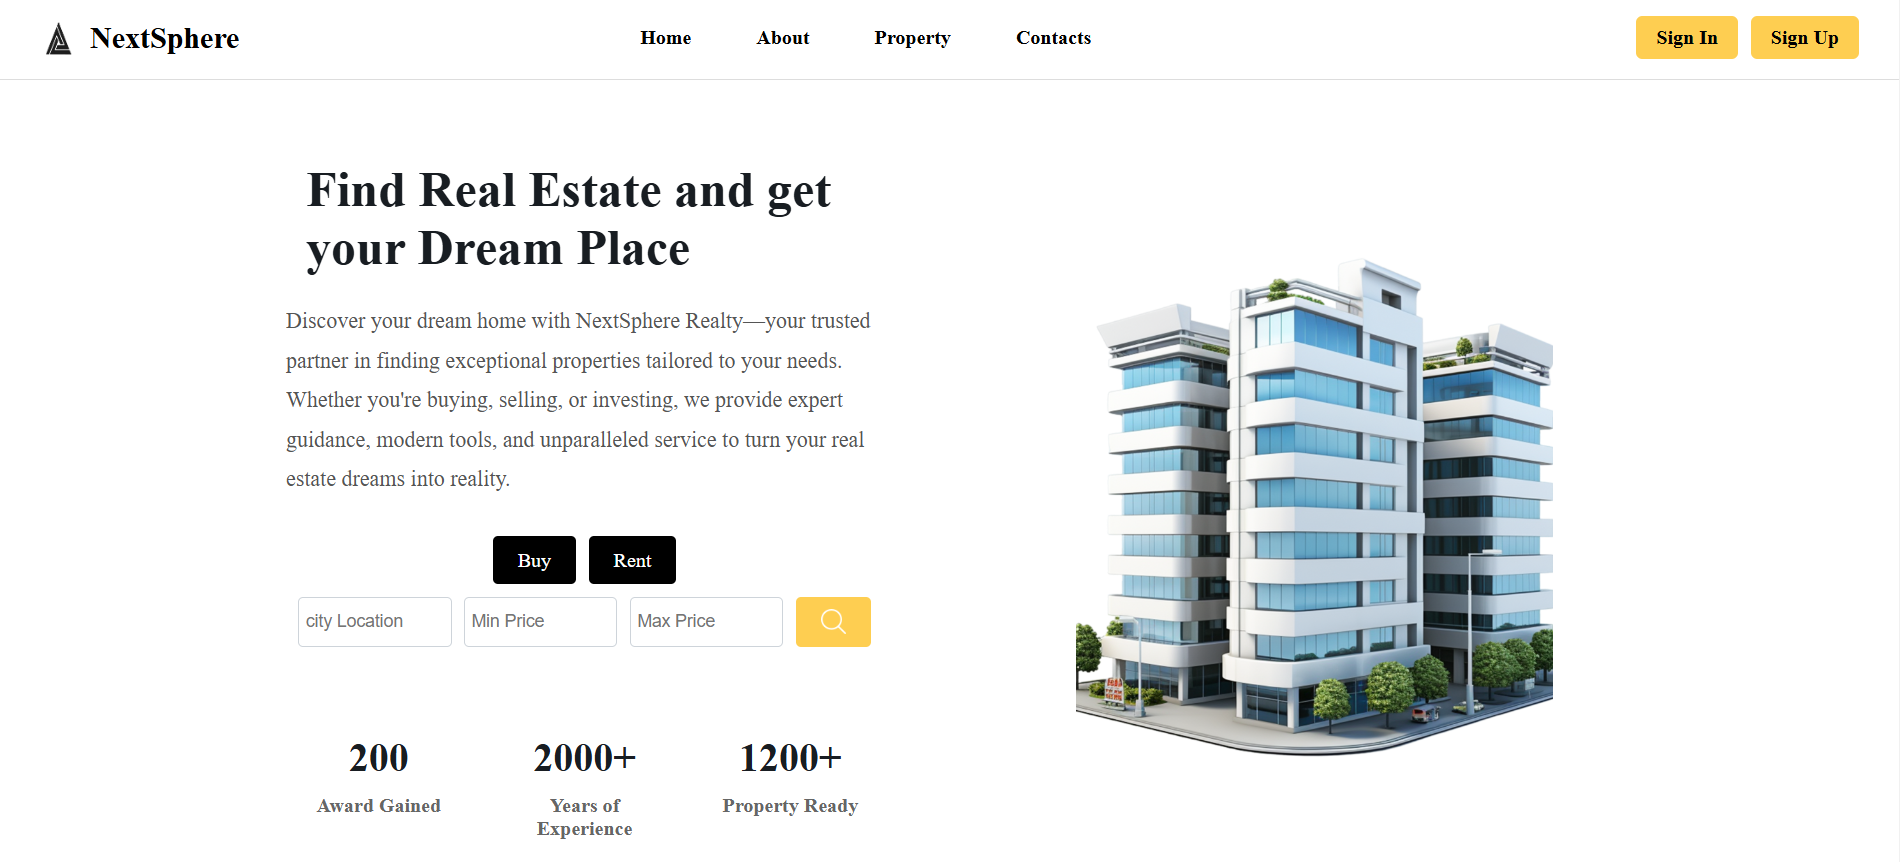 NextSphere
Home
About
Property
Contacts
Sign In
Sign Up
Find Real Estate and get
your Dream Place
Discover your dream home with NextSphere Realty—your trusted
partner in finding exceptional properties tailored to your needs.
Whether you're buying, selling, or investing, we provide expert
guidance, modern tools, and unparalleled service to turn your real
estate dreams into reality.
Buy
Rent
city Location
Min Price
Max Price
200
Award Gained
2000+
Years of
Experience
1200+
Property Ready